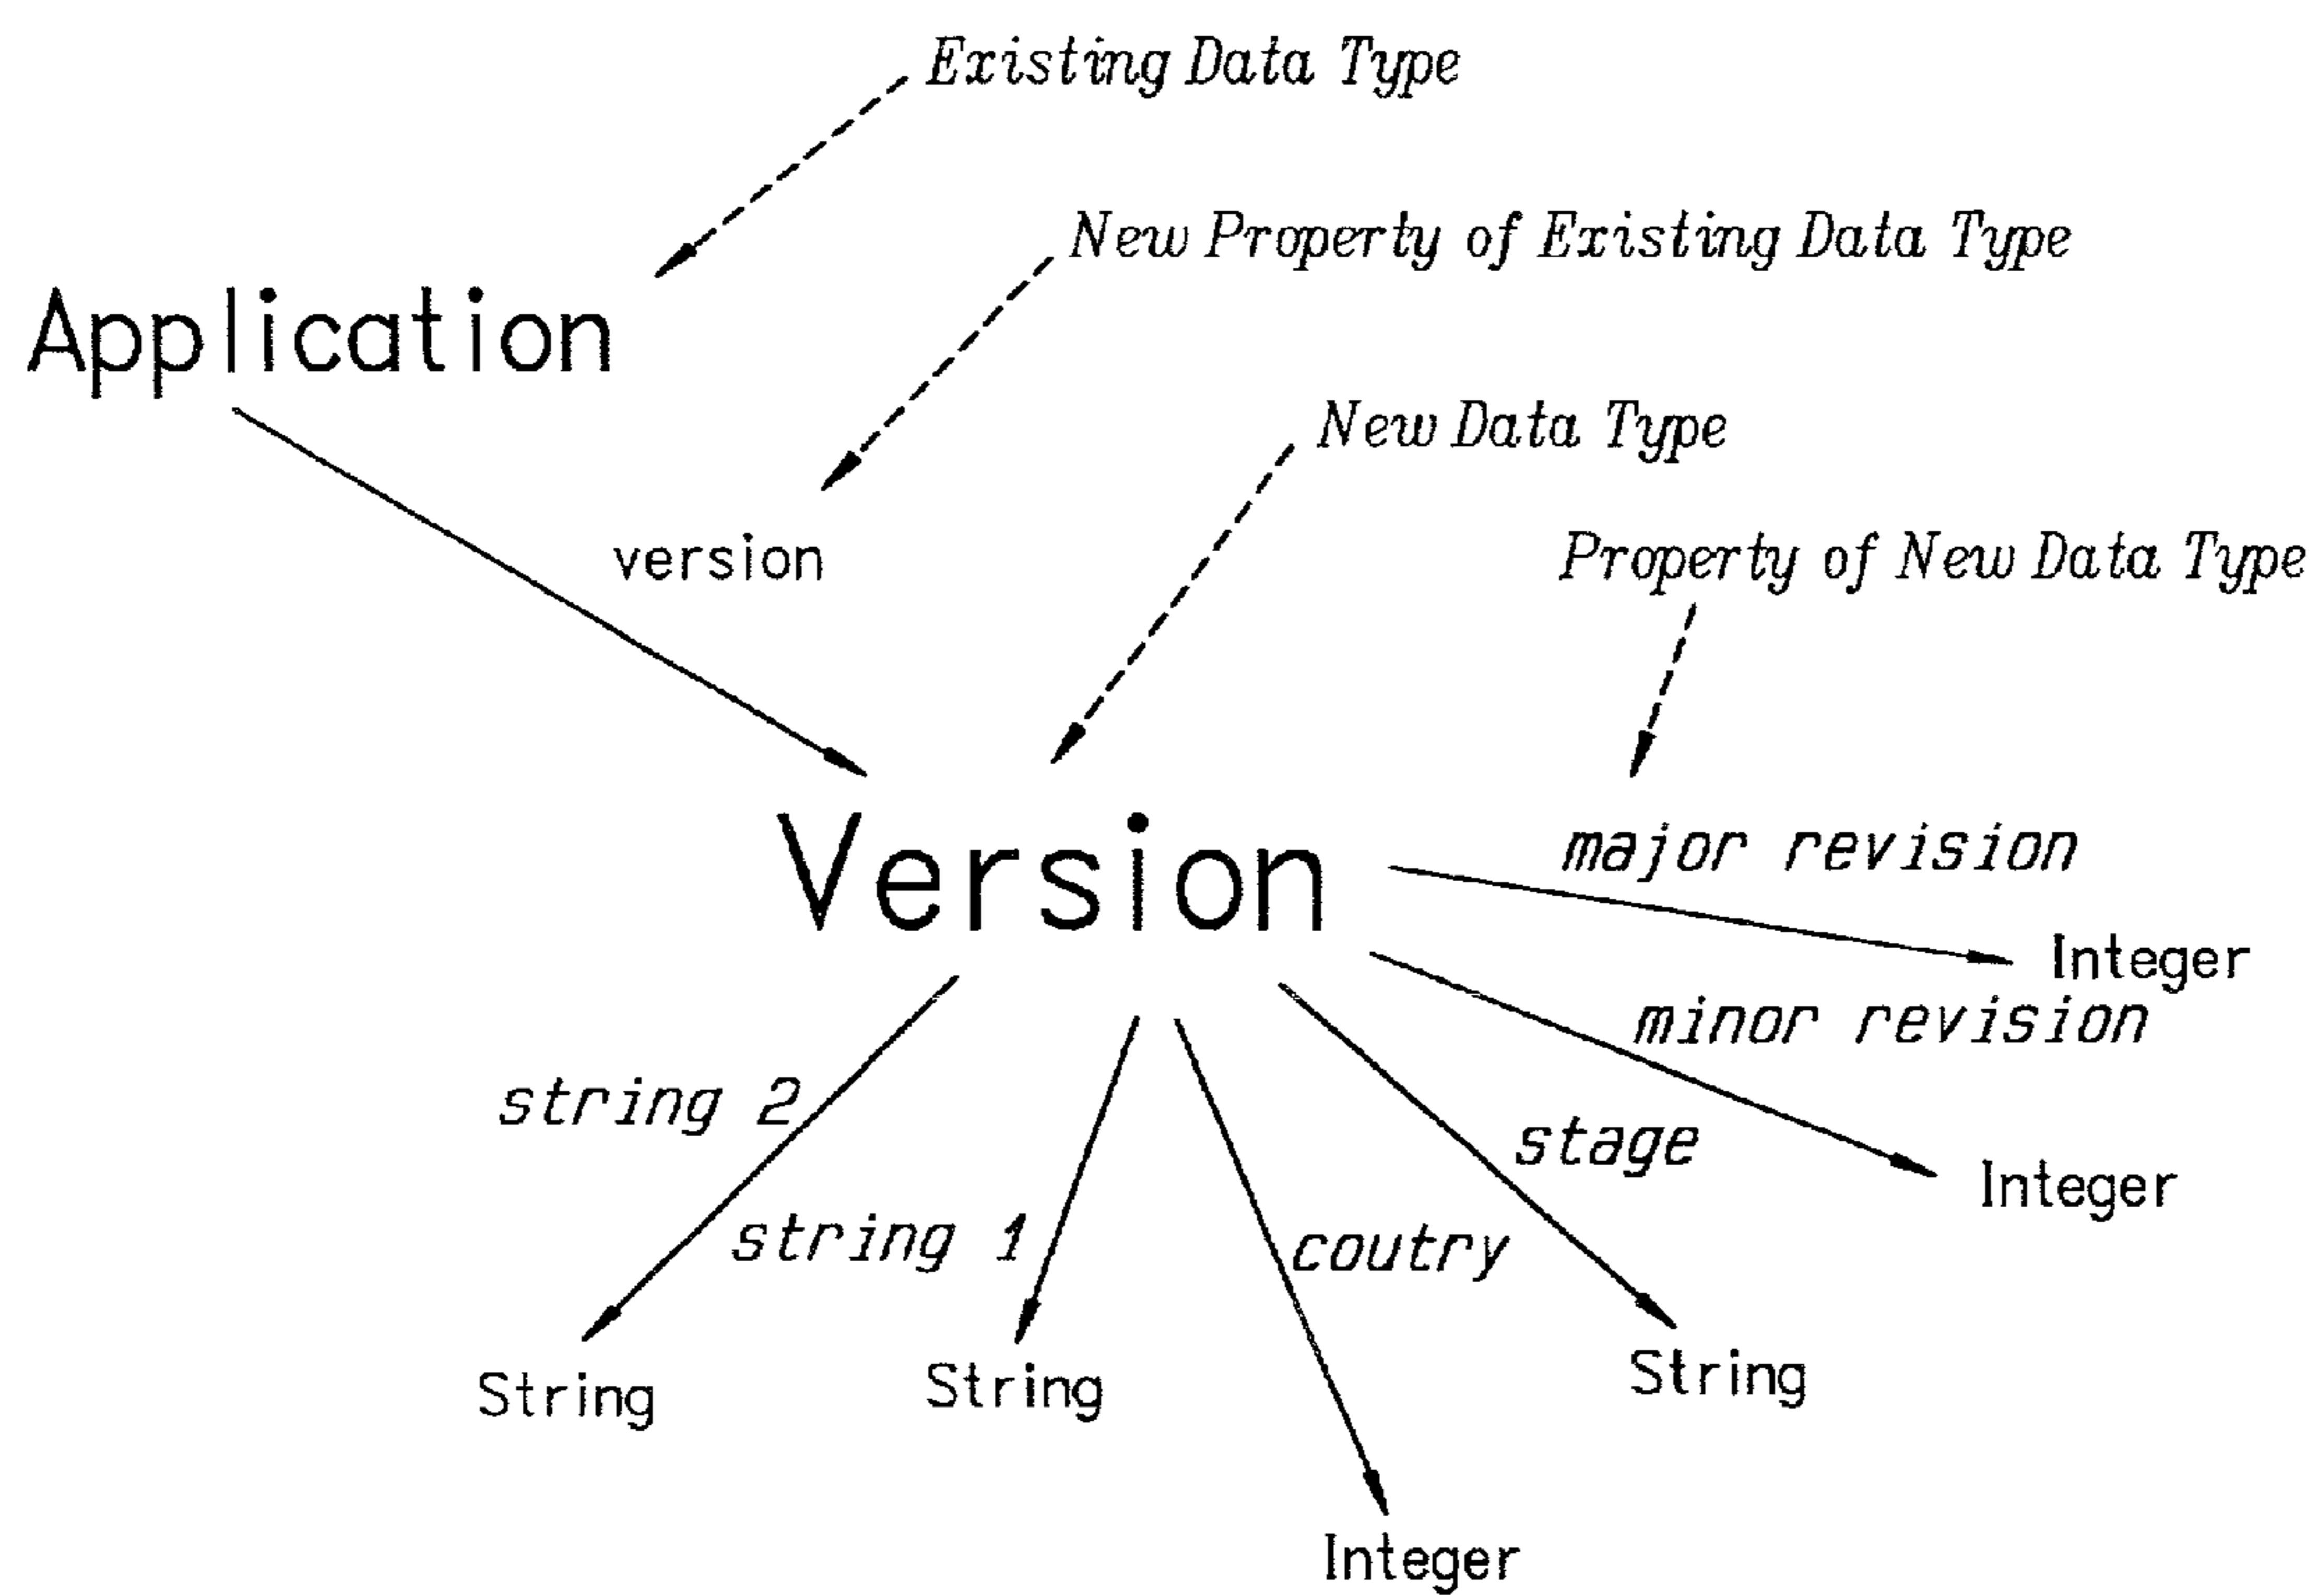 Existing Data Type
New Property of Existing Data Type
Application
New Data Type
version
Property of New Data Type
Version
major revision
Integer
minor revision
string 2
stage
Integer
string 1
coutry
String
String
String
Integer